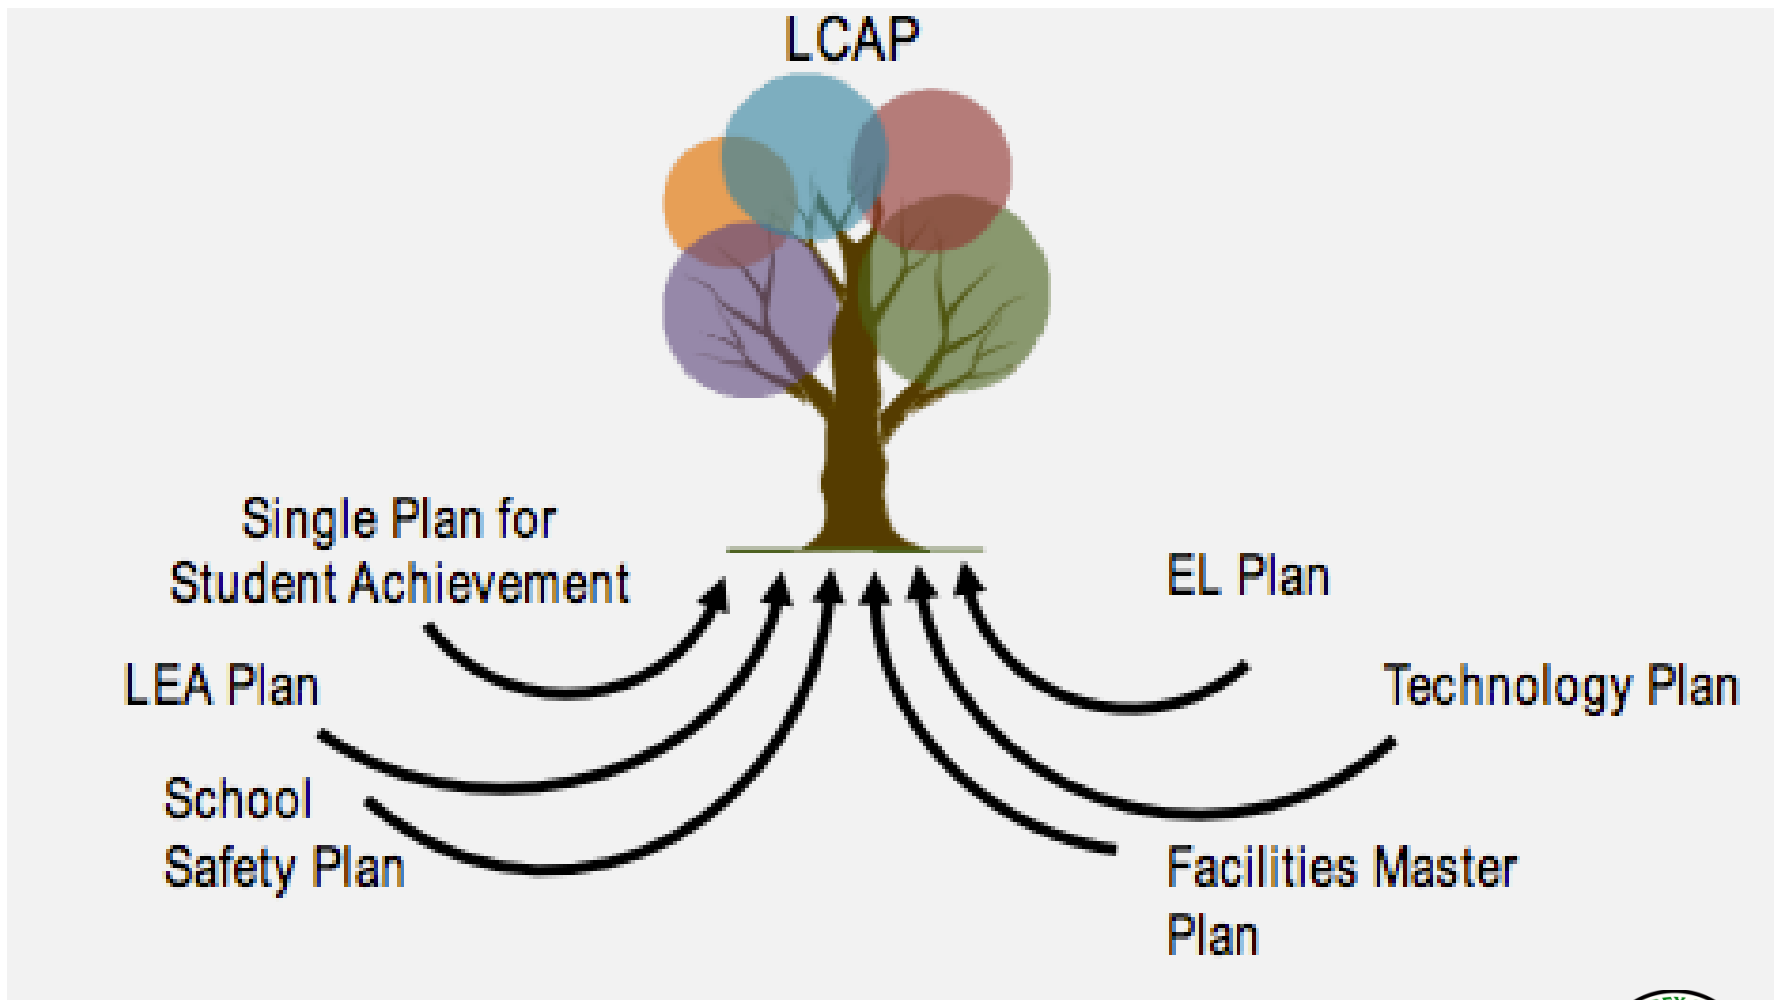 LCAP
Single Plan for
Student Achievement
EL Plan
LEA Plan
Technology Plan
School
Safety Plan
Facilities Master
Plan